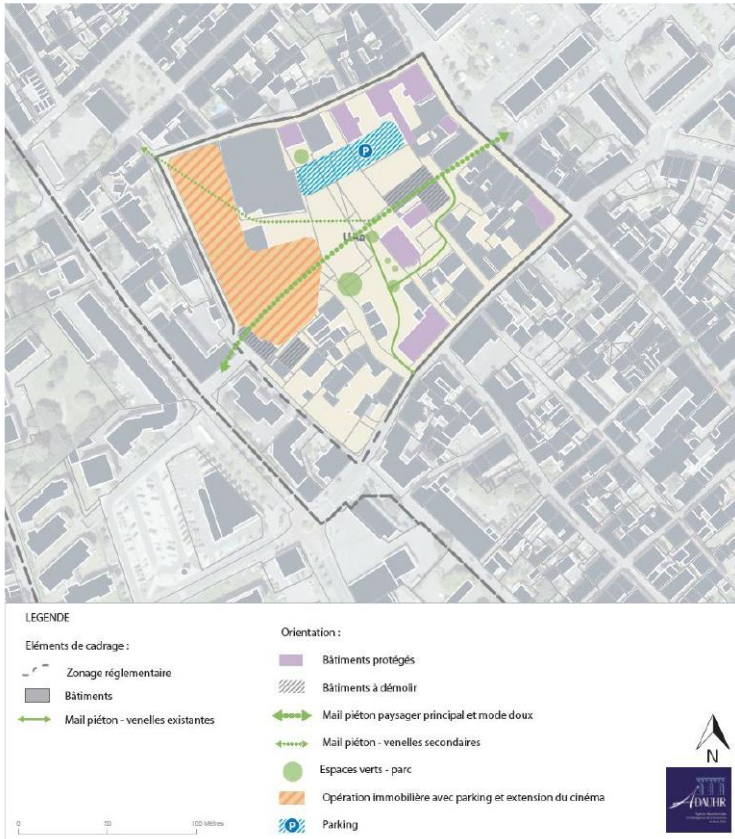 P
LEGENDE
Eléments de cadrage :
Zonage réglementaire
Bâtiments
Mail piéton - venelles existantes
Orientation :
Bâtiments protégés
Bâtiments à démolir
Mail piéton paysager principal et mode doux
Mail piéton - venelles secondaires
Espaces verts - parc
Opération immobilière avec parking et extension du cinéma
P
Parking
0
50
100 Mètres
N
ADAUHR